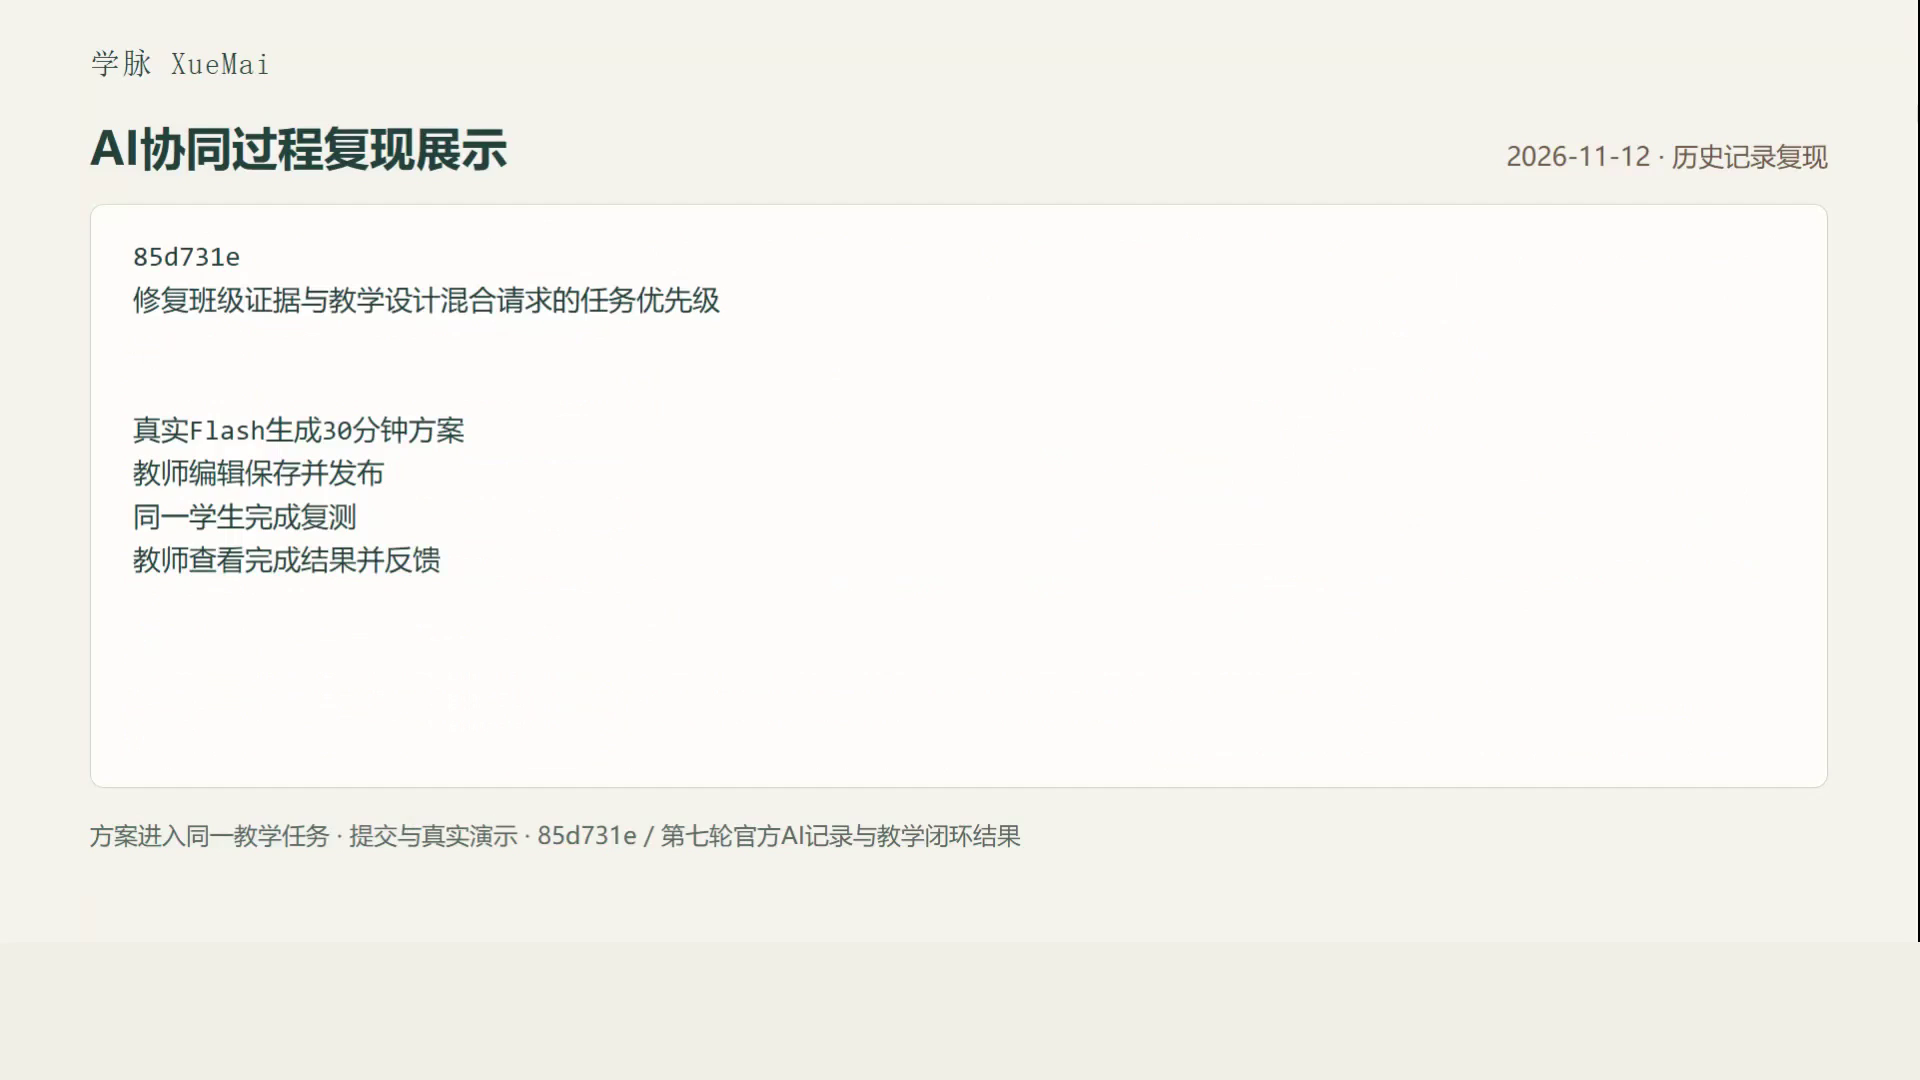 学脉 XueMai
AI协同过程复现展示
2026-11-12 · 历史记录复现
85d731e
修复班级证据与教学设计混合请求的任务优先级
真实Flash生成30分钟方案
教师编辑保存并发布
同一学生完成复测
教师查看完成结果并反馈
方案进入同一教学任务 · 提交与真实演示 · 85d731e / 第七轮官方AI记录与教学闭环结果